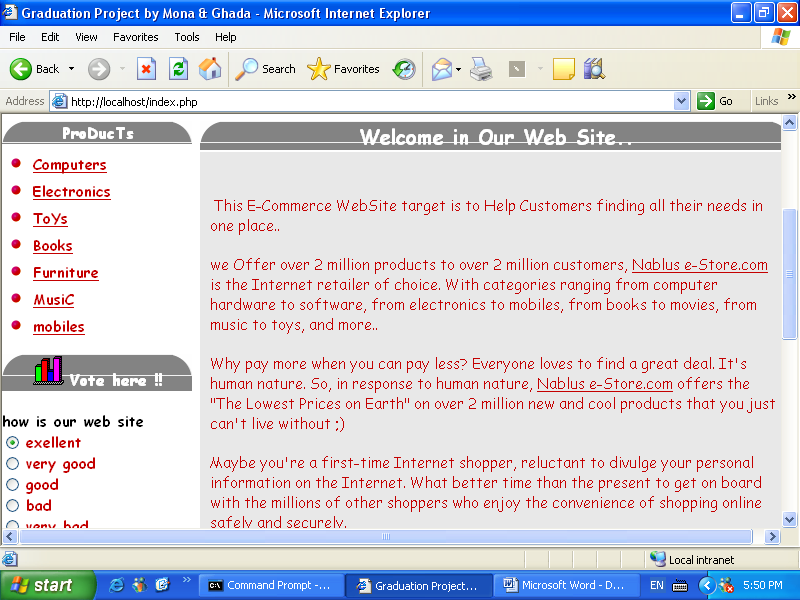 Graduation Project by Mona & Ghada - Microsoft Internet Explorer
File Edit View Favorites Tools Help
Back Search Favorites
Address http://localhost/index.php Go Links »
ProDucTs
Computers
Electronics
ToYs
Books
Furniture
MusiC
mobiles
Vote here !!
how is our web site
exellent
very good
good
bad
very bad
Welcome in Our Web Site..
This E-Commerce WebSite target is to Help Customers finding all their needs in
one place..
we Offer over 2 million products to over 2 million customers, Nablus e-Store.com
is the Internet retailer of choice. With categories ranging from computer
hardware to software, from electronics to mobiles, from books to movies, from
music to toys, and more..
Why pay more when you can pay less? Everyone loves to find a great deal. It's
human nature. So, in response to human nature, Nablus e-Store.com offers the
"The Lowest Prices on Earth" on over 2 million new and cool products that you just
can't live without ;)
Maybe you're a first-time Internet shopper, reluctant to divulge your personal
information on the Internet. What better time than the present to get on board
with the millions of other shoppers who enjoy the convenience of shopping online
safely and securely.
Local intranet
start » Command Prompt - ... Graduation Project... Microsoft Word - D... EN 5:50 PM